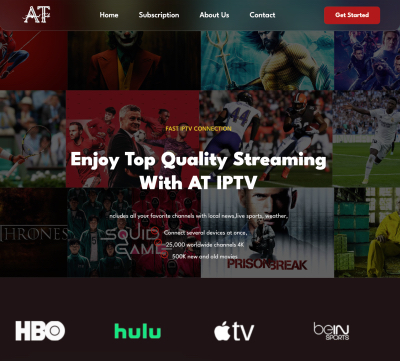 AT
Home
Subscription
About Us
Contact
Get Started
FAST IPTV CONNECTION
Enjoy Top Quality Streaming
With AT IPTV
ncludes all your favorite channels with local news,live sports, weather,
Connect several devices at once,
25,000 worldwide channels 4K
500K new and old movies
THRONES
SQUID
GAME
PRISON BREAK
HBO
hulu
tv
beIN
SPORTS